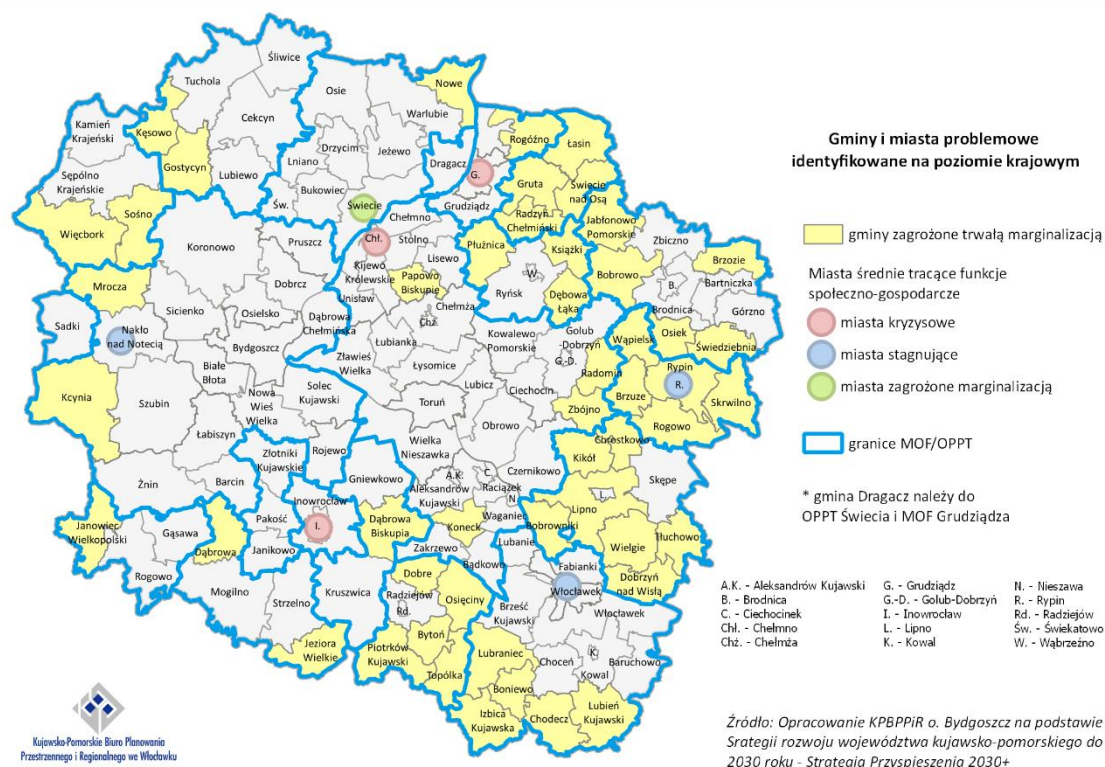 Śliwice
Tuchola
Osie
Nowe
Warlubie
Cekcyn
Kamień
Krajeński
Kęsowo
Rogóźno
Łasin
Drzycim
Jeżewo
Lniano
Dragacz
G.
Gostycyn
Lubiewo
Sępólno
Krajeńskie
Bukowiec
Gruta
Świecie
nad Osą
Św.
Świecie
Grudziądz
Sośno
Radzyń
Chełmiński
Chełmno
Jabłonowo
Pomorskie
Więcbork
Chł.
Stolno
Płużnica
Książki
Zbiczno
Koronowo
Pruszcz
Lisewo
Brzozie
Kijewo
Królewskie
Papowo
Biskupie
W.
Bobrowo
B.
Bartniczka
Mrocza
Dobrcz
Unisław
Ryńsk
Dębowa
Łąka
Chełmża
Chż.
Brodnica
Górzno
Sicienko
Osielsko
Dąbrowa
Chełmińska
Sadki
Nakło
nad Notecią
Łubianka
Kowalewo
Pomorskie
Golub
Dobrzyń
G.-D.
Wąpielsk
Osiek
Świedziebnia
Bydgoszcz
Zławieś
Wielka
Łysomice
Rypin
R.
Białe
Błota
Radomin
Solec
Kujawski
Lubicz
Ciechocin
Brzuze
Skrwilno
Kcynia
Szubin
Nowa
Wieś
Wielka
Toruń
Zbójno
Rogowo
Łabiszyn
Obrowo
Wielka
Nieszawka
Chrostkowo
Złotniki
Kujawskie
Rojewo
Kikół
Gniewkowo
Czernikowo
Skępe
Żnin
Barcin
A.K.
C.
Raciążek
Aleksandrów
Kujawski
N.
Inowrocław
I.
L.
Lipno
Janowiec
Wielkopolski
Pakość
Dąbrowa
Biskupia
Koneck
Waganiec
Bobrowniki
Gąsawa
Dąbrowa
Tłuchowo
Janikowo
Zakrzewo
Lubanie
Wielgie
Bądkowo
Fabianki
Rogowo
Dobre
Dobrzyń
nad Wisłą
Mogilno
Strzelno
Kruszwica
Radziejów
Rd.
Osięciny
Włocławek
Brześć
Kujawski
Włocławek
Bytoń
Jeziora
Wielkie
Piotrków
Kujawski
Lubraniec
K.
Choceń
Baruchowo
Topólka
Kowal
Boniewo
Izbica
Kujawska
Chodecz
Lubień
Kujawski
Gminy i miasta problemowe
identyfikowane na poziomie krajowym
gminy zagrożone trwałą marginalizacją
Miasta średnie tracące funkcje
społeczno-gospodarcze
miasta kryzysowe
miasta stagnujące
miasta zagrożone marginalizacją
granice MOF/OPPT
* gmina Dragacz należy do
OPPT Świecia i MOF Grudziądza
A.K. - Aleksandrów Kujawski
B. - Brodnica
C. - Ciechocinek
Chł. - Chełmno
Chż. - Chełmża
G. - Grudziądz
G.-D. - Golub-Dobrzyń
I. - Inowrocław
L. - Lipno
K. - Kowal
N. - Nieszawa
R. - Rypin
Rd. - Radziejów
Św. - Świekatowo
W. - Wąbrzeźno
Kujawsko-Pomorskie Biuro Planowania
Przestrzennego i Regionalnego we Włocławku
Źródło: Opracowanie KPBPPiR o. Bydgoszcz na podstawie
Srategii rozwoju województwa kujawsko-pomorskiego do
2030 roku - Strategia Przyspieszenia 2030+